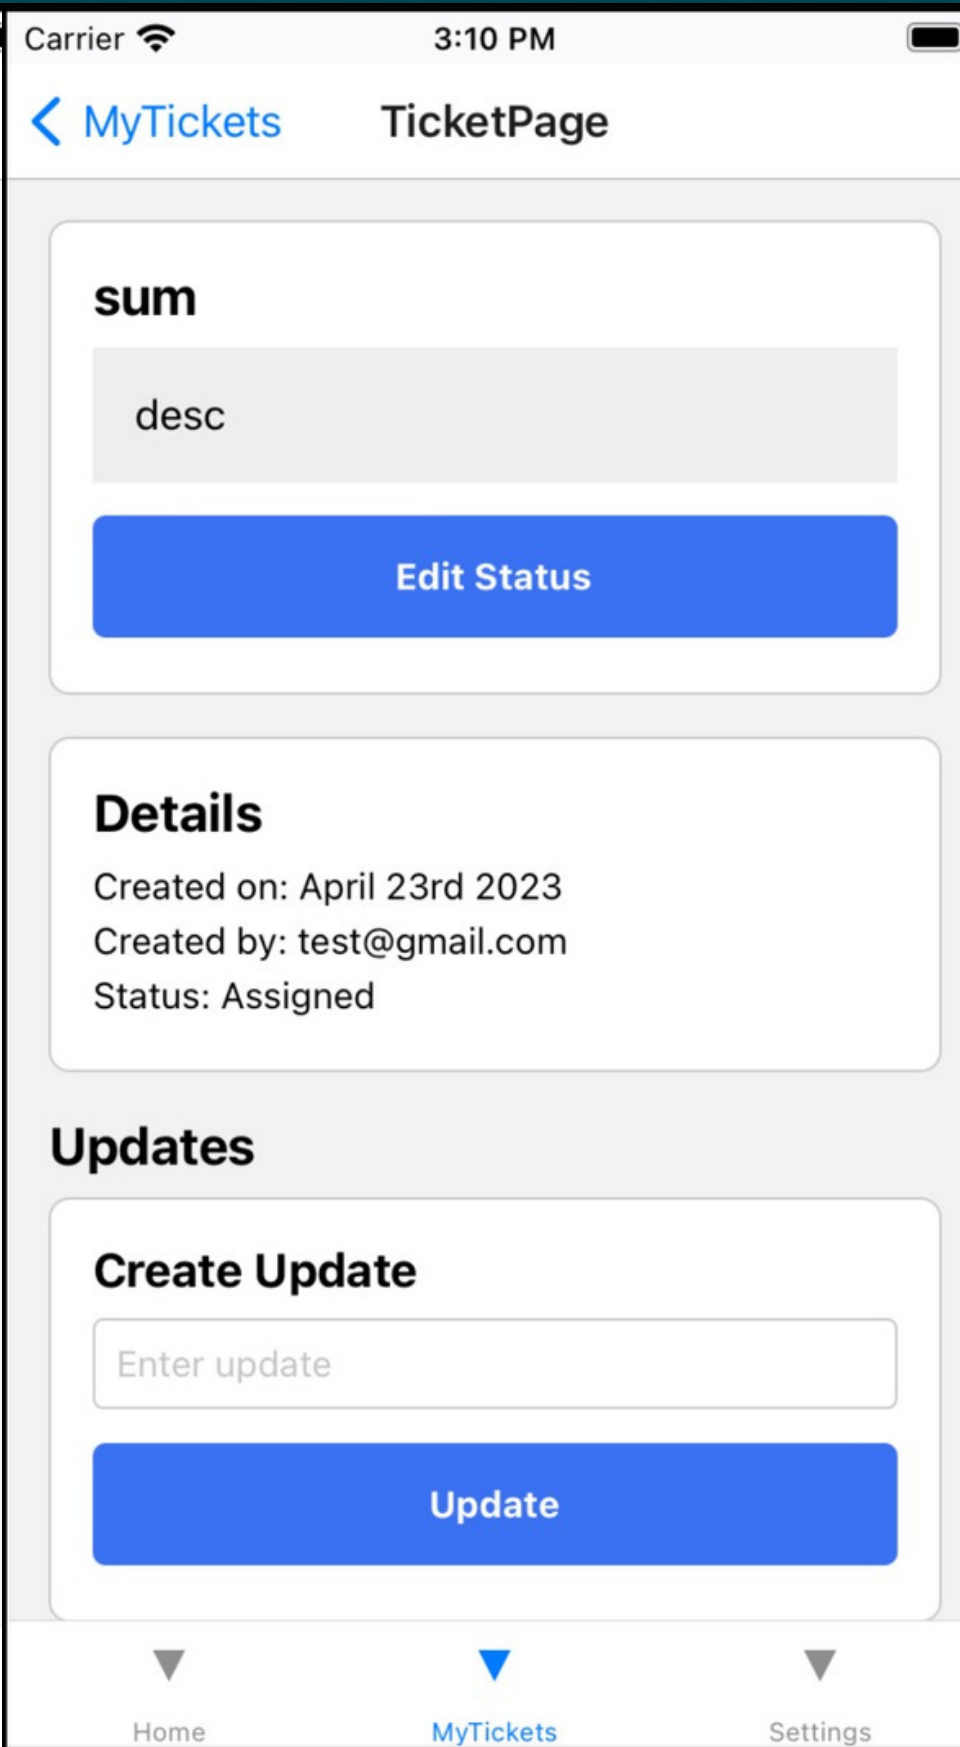 Carrier 3:10 PM
MyTickets TicketPage
sum
desc
Edit Status
Details
Created on: April 23rd 2023
Created by: test@gmail.com
Status: Assigned
Updates
Create Update
Enter update
Update
Home MyTickets Settings